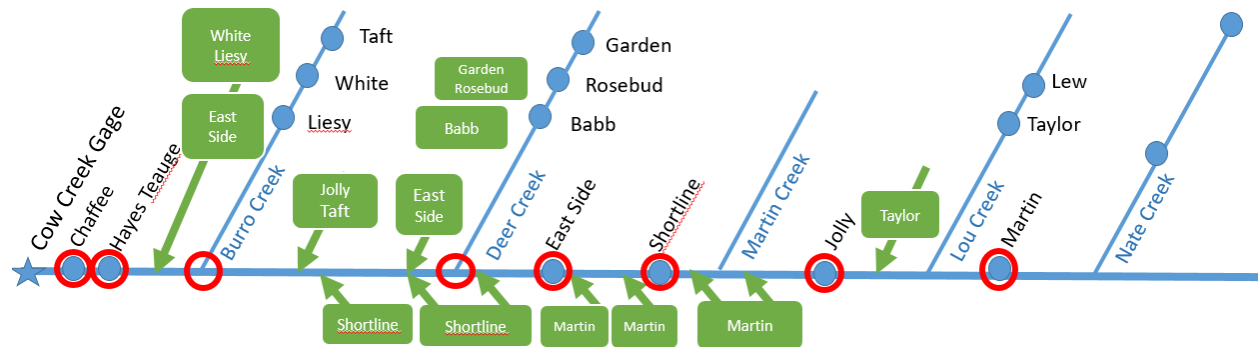 White
Liesy
Taft
White
Liesy
East
Side
Cow Creek Gage
Chaffee
Hayes Teauge
Burro Creek
Jolly
Taft
Shortline
Garden
Rosebud
Babb
Garden
Rosebud
Babb
East
Side
Shortline
Deer Creek
East Side
Martin
Martin
Shortline
Martin
Martin Creek
Jolly
Taylor
Lew
Taylor
Lou Creek
Martin
Nate Creek